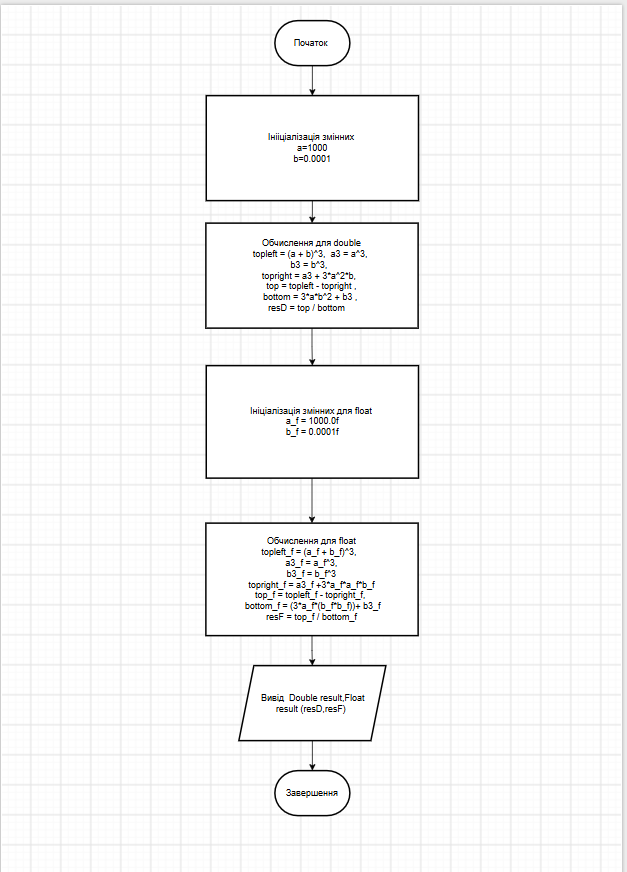 Початок
Ініціалізація змінних
a=1000
b=0.0001
Обчислення для double
topleft = (a + b)^3,  a3 = a^3,
b3 = b^3,
topright = a3 + 3*a^2*b,
top = topleft - topright ,
bottom = 3*a*b^2 + b3 ,
resD = top / bottom
Ініціалізація змінних для float
a_f = 1000.0f
b_f = 0.0001f
Обчислення для float
topleft_f = (a_f + b_f)^3,
a3_f = a_f^3,
b3_f = b_f^3
topright_f = a3_f +3*a_f*a_f*b_f
top_f = topleft_f - topright_f,
bottom_f = (3*a_f*(b_f*b_f))+ b3_f
resF = top_f / bottom_f
Вивід  Double result,Float
result (resD,resF)
Завершення